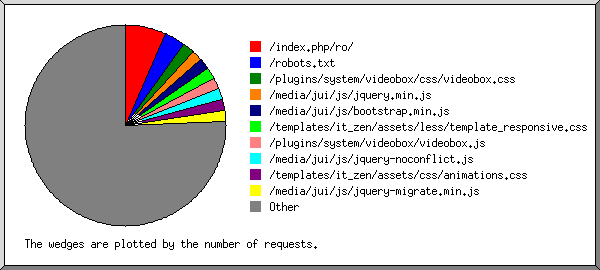 /index.php/ro/
/robots.txt
/plugins/system/videobox/css/videobox.css
/media/jui/js/jquery.min.js
/media/jui/js/bootstrap.min.js
/templates/it_zen/assets/less/template_responsive.css
/plugins/system/videobox/videobox.js
/media/jui/js/jquery-noconflict.js
/templates/it_zen/assets/css/animations.css
/media/jui/js/jquery-migrate.min.js
Other
The wedges are plotted by the number of requests.